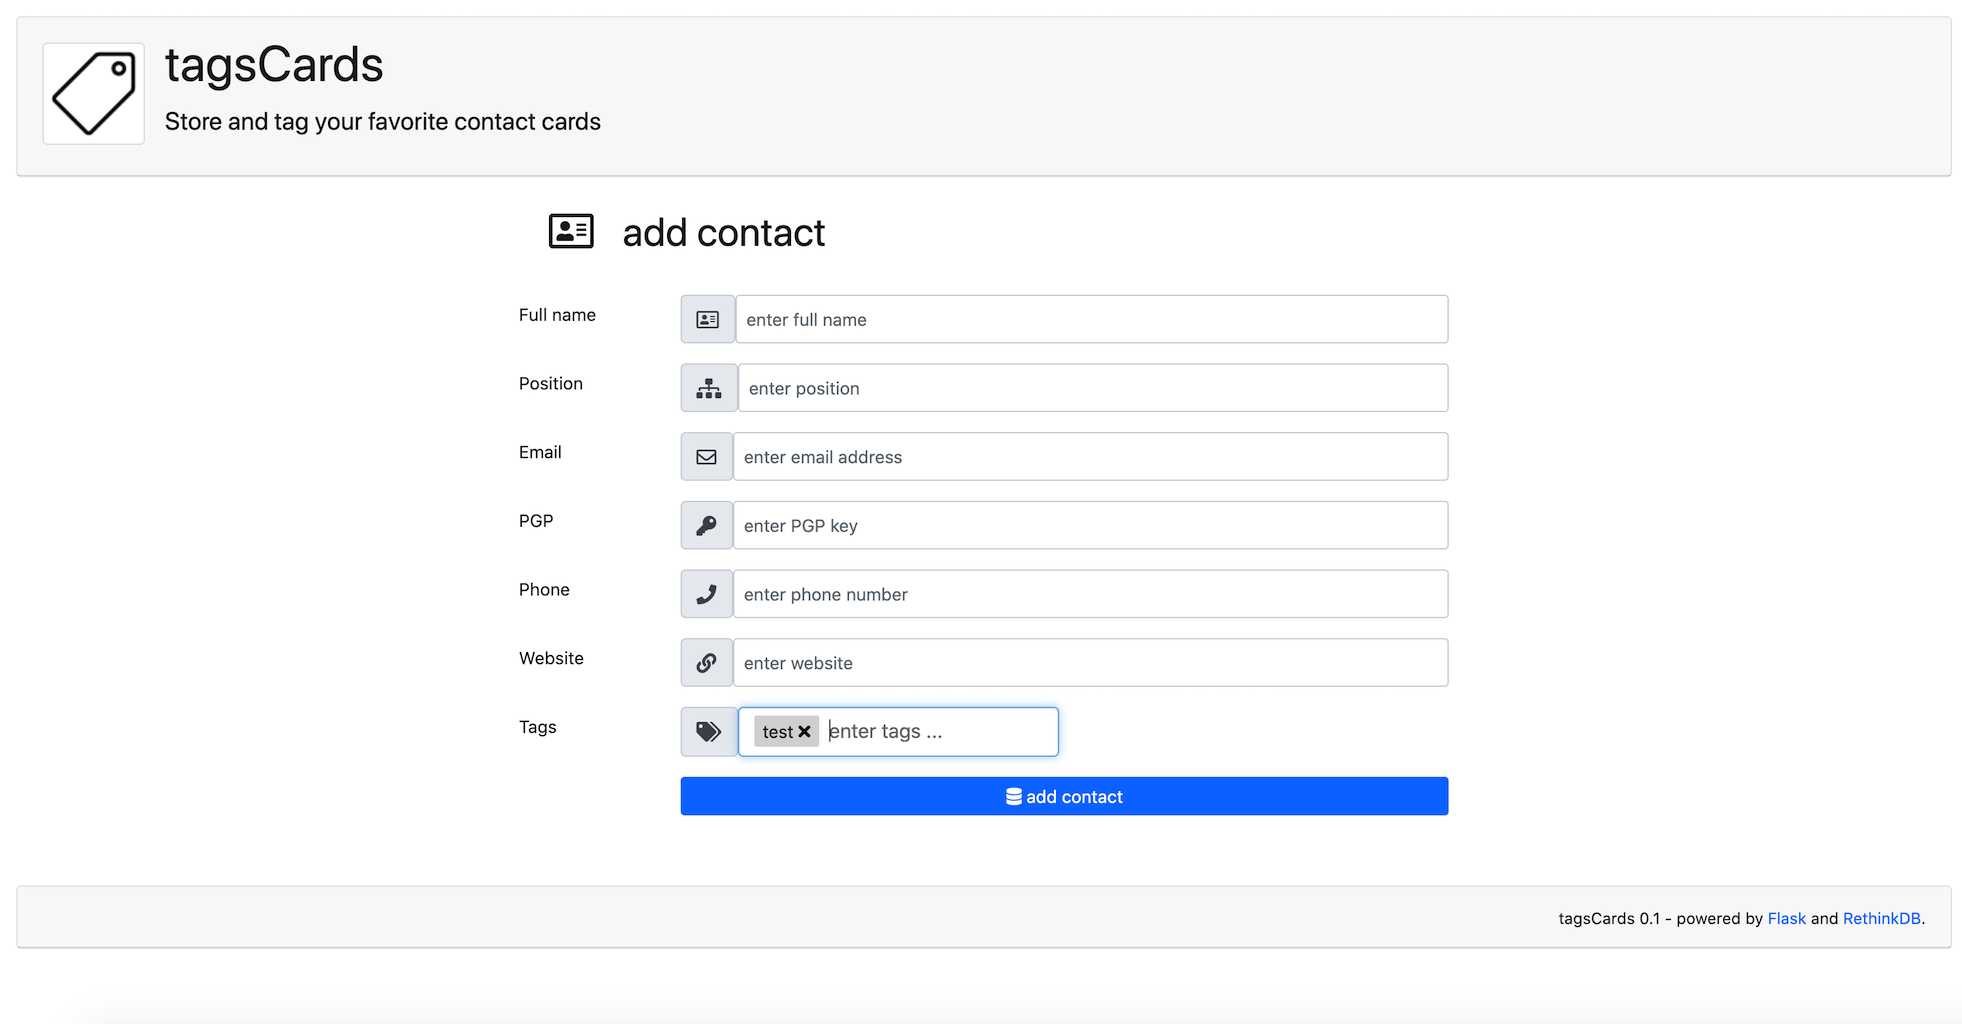 tagsCards
Store and tag your favorite contact cards
add contact
Full name
enter full name
Position
enter position
Email
enter email address
PGP
enter PGP key
Phone
enter phone number
Website
enter website
Tags
test enter tags ...
add contact
tagsCards 0.1 - powered by Flask and RethinkDB.